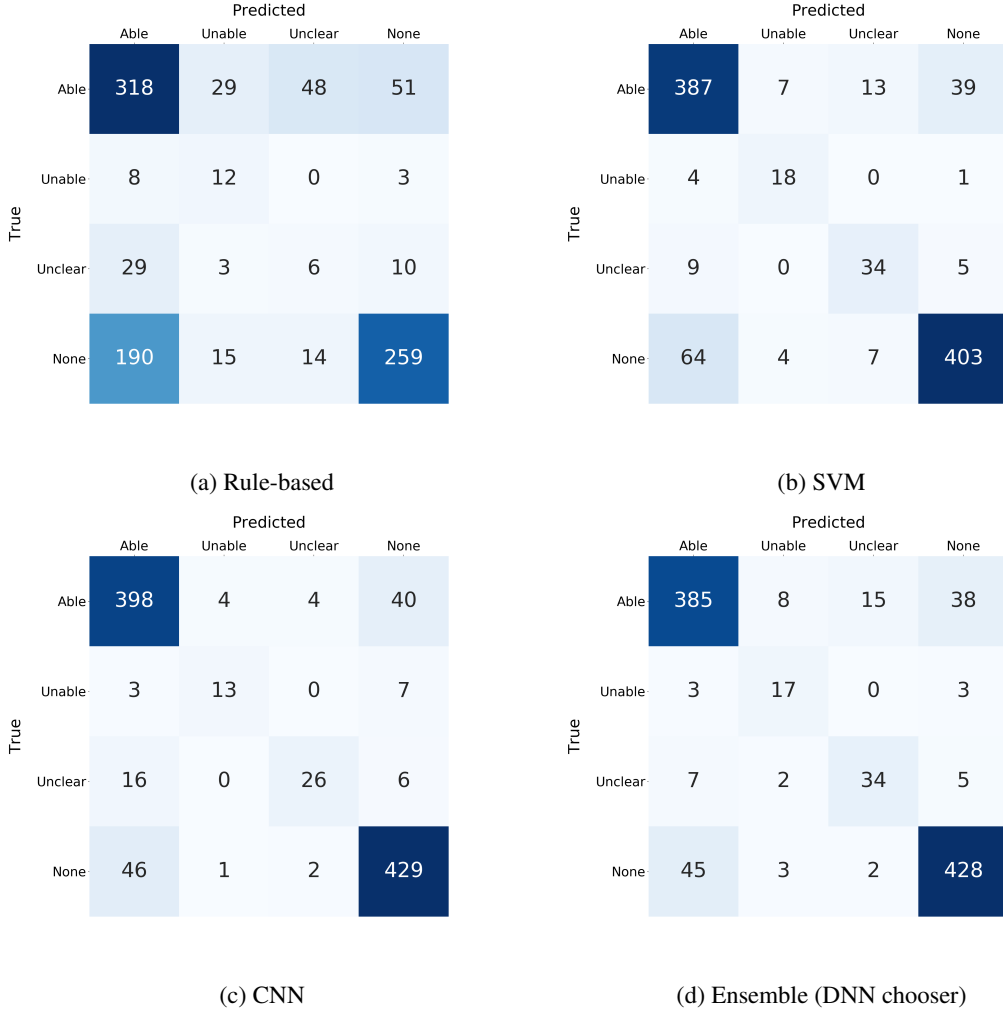 Predicted
Able Unable Unclear None
True
Able 318 29 48 51
Unable 8 12 0 3
Unclear 29 3 6 10
None 190 15 14 259
(a) Rule-based
Predicted
Able Unable Unclear None
True
Able 387 7 13 39
Unable 4 18 0 1
Unclear 9 0 34 5
None 64 4 7 403
(b) SVM
Predicted
Able Unable Unclear None
True
Able 398 4 4 40
Unable 3 13 0 7
Unclear 16 0 26 6
None 46 1 2 429
(c) CNN
Predicted
Able Unable Unclear None
True
Able 385 8 15 38
Unable 3 17 0 3
Unclear 7 2 34 5
None 45 3 2 428
(d) Ensemble (DNN chooser)